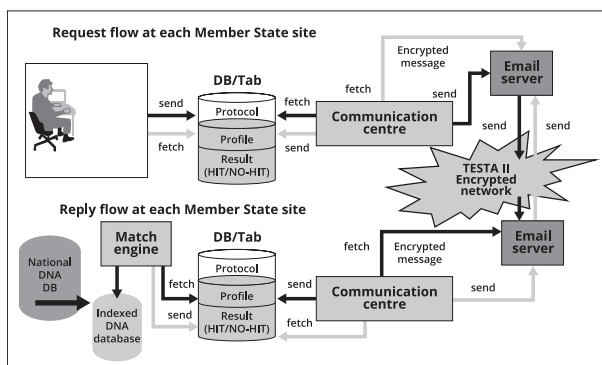 Request flow at each Member State site
Encrypted
message
Email
server
DB/Tab
fetch
send
fetch
send
Protocol
Communication
centre
fetch
Profile
send
send
send
Result
(HIT/NO-HIT)
TESTA II
Encrypted
network
Reply flow at each Member State site
Match
engine
DB/Tab
fetch
Encrypted
message
Email
server
National
DNA
DB
Protocol
fetch
Profile
send
Communication
centre
send
Indexed
DNA
database
send
Result
(HIT/NO-HIT)
fetch